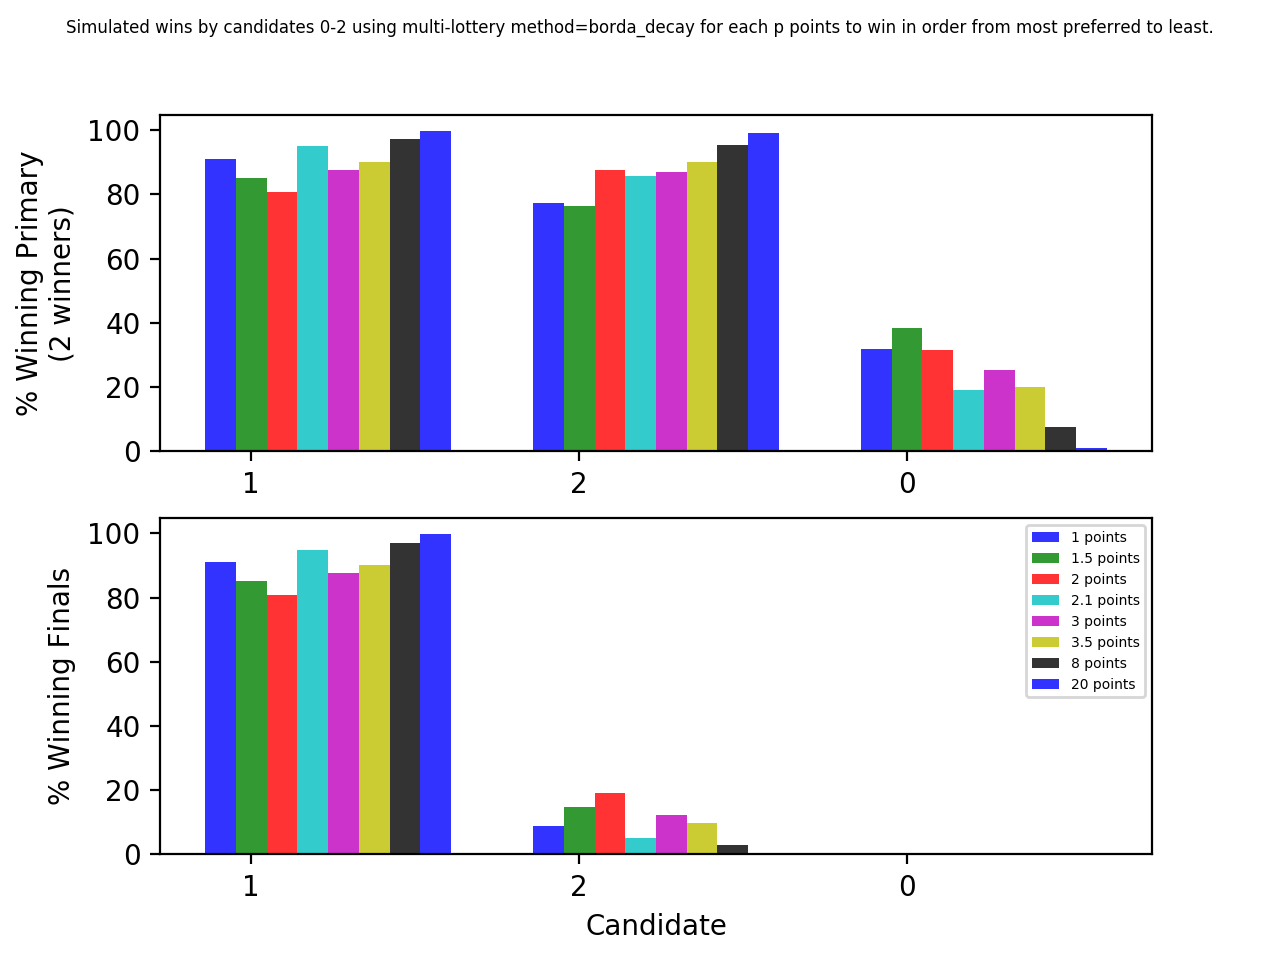 Simulated wins by candidates 0-2 using multi-lottery method=borda_decay for each p points to win in order from most preferred to least.
% Winning Primary
(2 winners)
100
80
60
40
20
0
1
2
0
% Winning Finals
100
80
60
40
20
0
1 points
1.5 points
2 points
2.1 points
3 points
3.5 points
8 points
20 points
1
2
0
Candidate